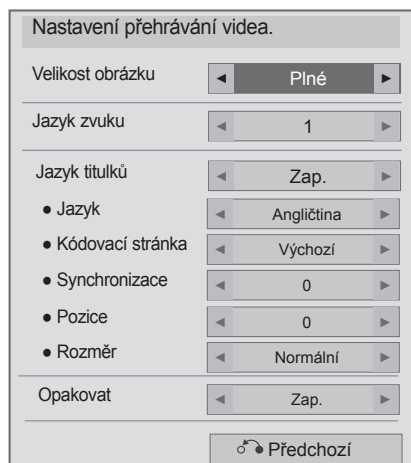 Nastavení přehrávání videa.
Velikost obrázku ◄ Plné ►
Jazyk zvuku ◄ 1 ►
Jazyk titulků ◄ Zap. ►
● Jazyk ◄ Angličtina ►
● Kódovací stránka ◄ Výchozí ►
● Synchronizace ◄ 0 ►
● Pozice ◄ 0 ►
● Rozměr ◄ Normální ►
Opakovat ◄ Zap. ►
Předchozí